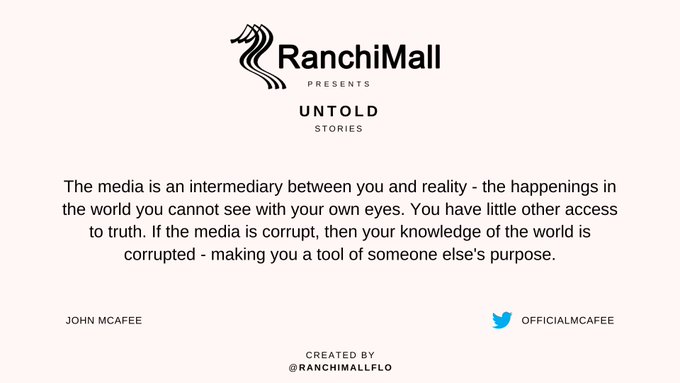 RanchiMall
PRESENTS
UNTOLD
STORIES
The media is an intermediary between you and reality - the happenings in
the world you cannot see with your own eyes. You have little other access
to truth. If the media is corrupt, then your knowledge of the world is
corrupted - making you a tool of someone else's purpose.
JOHN MCAFEE
OFFICIALMCAFEE
CREATED BY
@RANCHIMALLFLO